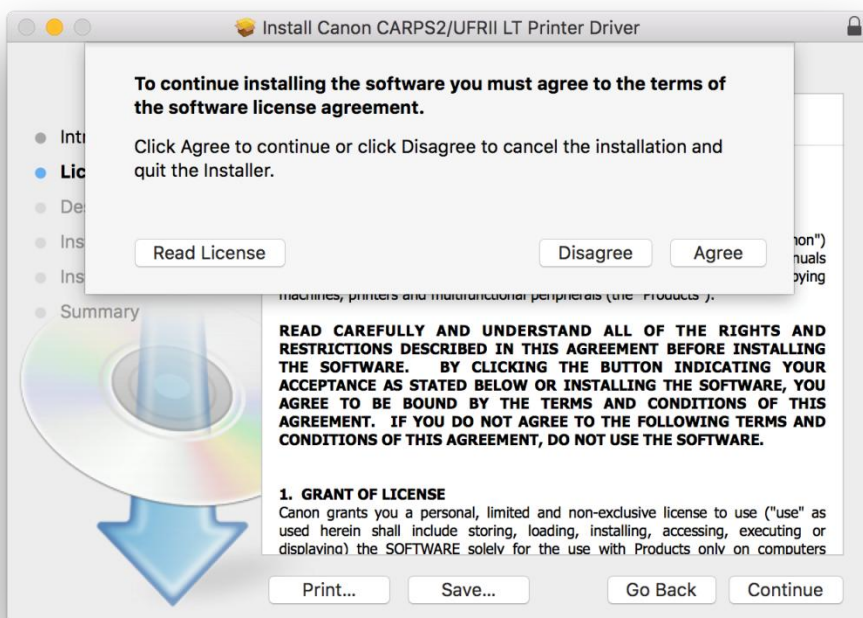 Install Canon CARPS2/UFRII LT Printer Driver
To continue installing the software you must agree to the terms of
the software license agreement.
Click Agree to continue or click Disagree to cancel the installation and
quit the Installer.
Read License
Disagree
Agree
Intr
Lic
De
Ins
Ins
Summary
non")
nuals
pying
machines, printers and multifunctional peripherals (the "Products").
READ CAREFULLY AND UNDERSTAND ALL OF THE RIGHTS AND
RESTRICTIONS DESCRIBED IN THIS AGREEMENT BEFORE INSTALLING
THE SOFTWARE. BY CLICKING THE BUTTON INDICATING YOUR
ACCEPTANCE AS STATED BELOW OR INSTALLING THE SOFTWARE, YOU
AGREE TO BE BOUND BY THE TERMS AND CONDITIONS OF THIS
AGREEMENT. IF YOU DO NOT AGREE TO THE FOLLOWING TERMS AND
CONDITIONS OF THIS AGREEMENT, DO NOT USE THE SOFTWARE.
1. GRANT OF LICENSE
Canon grants you a personal, limited and non-exclusive license to use ("use" as
used herein shall include storing, loading, installing, accessing, executing or
displaying) the SOFTWARE solely for the use with Products only on computers
Print...
Save...
Go Back
Continue